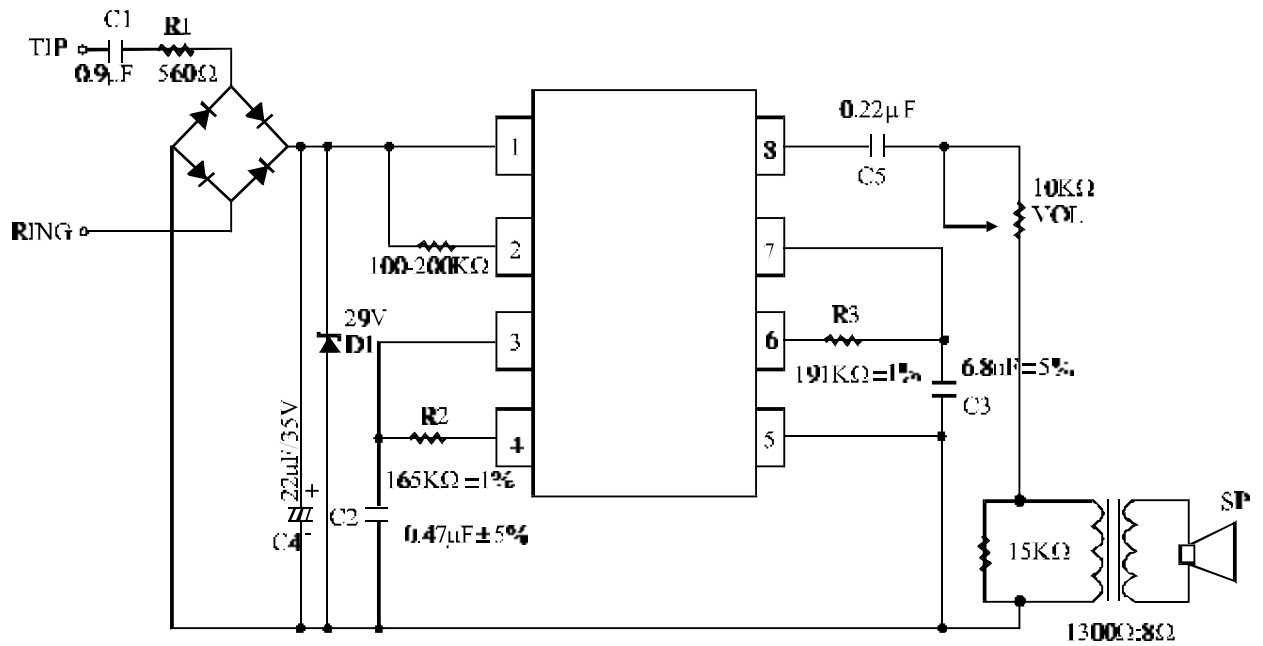 C1
R1
TIP
0.9μF
560Ω
RING
1
2
3
4
8
7
6
5
0.22μF
C5
10KΩ
VOL
100-200KΩ
29V
D1
R3
191KΩ=1%
6.8nF=5%
C3
R2
165KΩ=1%
22μF/35V
+
C4
-
C2
0.47μF±5%
15KΩ
SP
1300Ω:8Ω